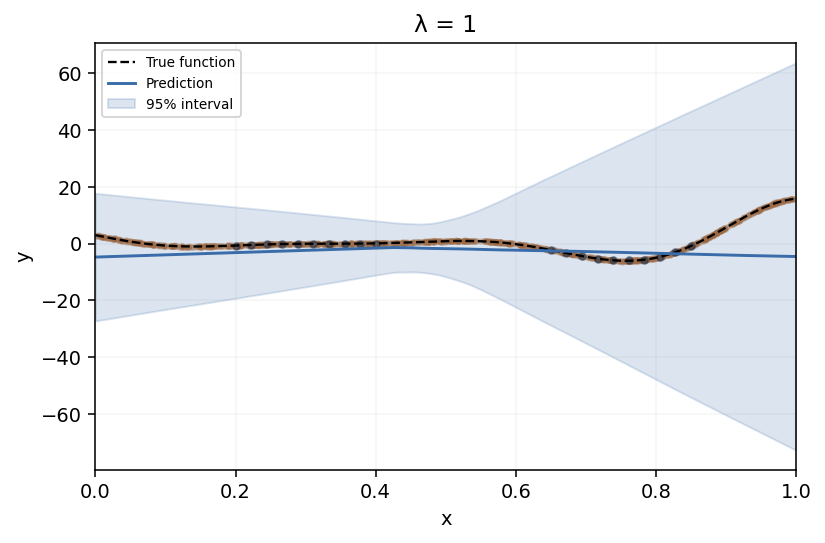 λ = 1
True function
Prediction
95% interval
60
40
20
0
−20
−40
−60
y
0.0 0.2 0.4 0.6 0.8 1.0
x